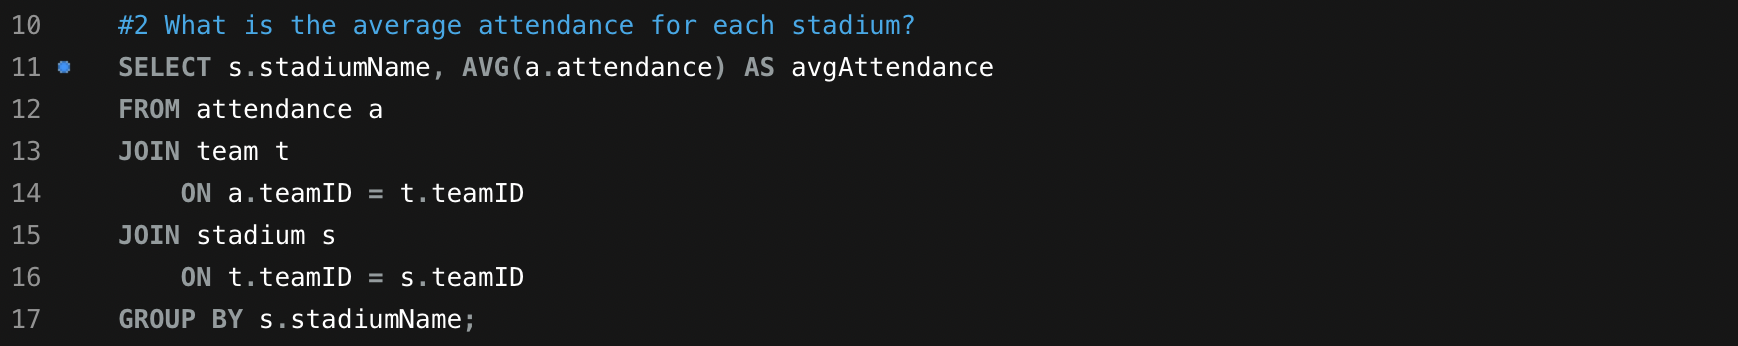 10 #2 What is the average attendance for each stadium?
11 SELECT s.stadiumName, AVG(a.attendance) AS avgAttendance
12 FROM attendance a
13 JOIN team t
14     ON a.teamID = t.teamID
15 JOIN stadium s
16     ON t.teamID = s.teamID
17 GROUP BY s.stadiumName;